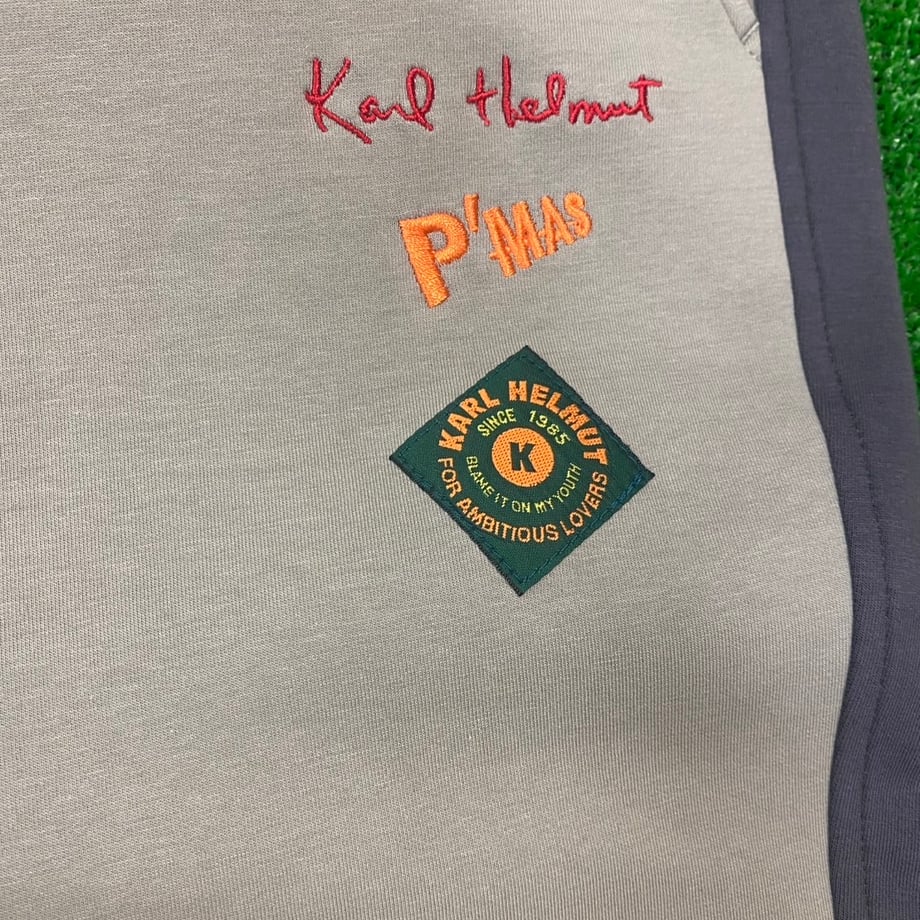 Karl Helmut
P'MAS
KARL HELMUT
SINCE 1985
K
BLAME IT ON MY YOUTH
FOR AMBITIOUS LOVERS